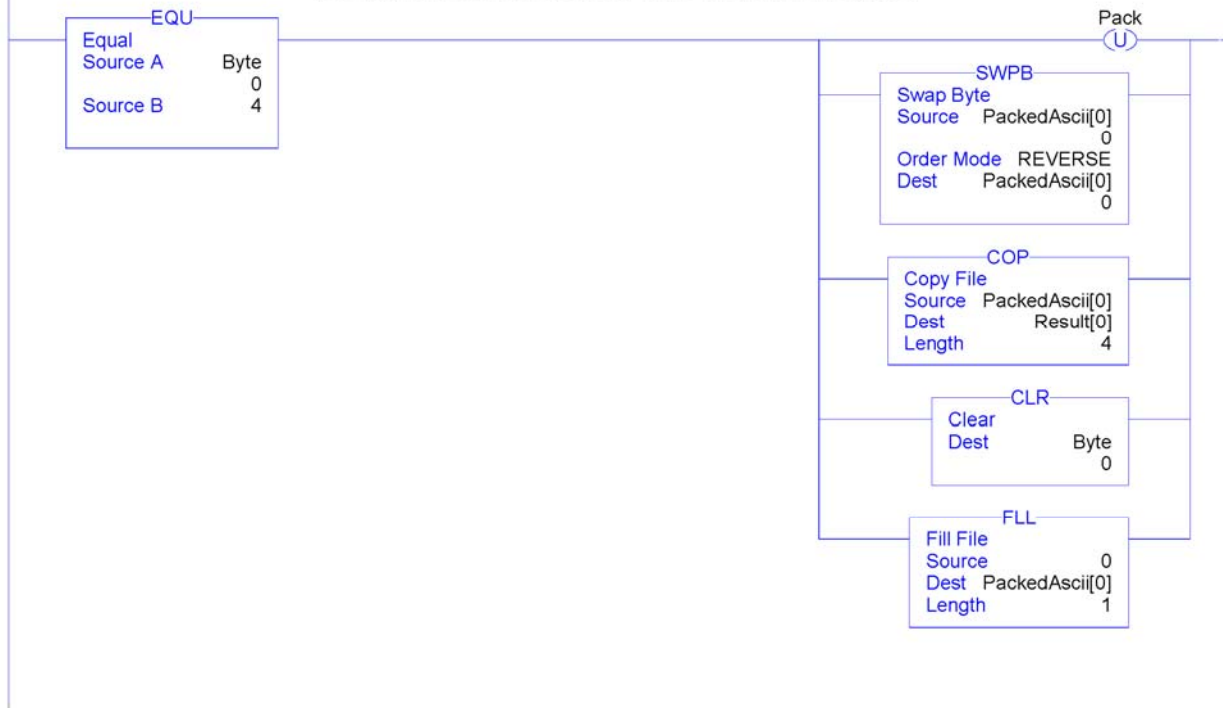 EQU
Equal
Source A Byte
0
Source B 4
Pack
U
SWPB
Swap Byte
Source PackedAscii[0]
0
Order Mode REVERSE
Dest PackedAscii[0]
0
COP
Copy File
Source PackedAscii[0]
Dest Result[0]
Length 4
CLR
Clear
Dest Byte
0
FLL
Fill File
Source 0
Dest PackedAscii[0]
Length 1